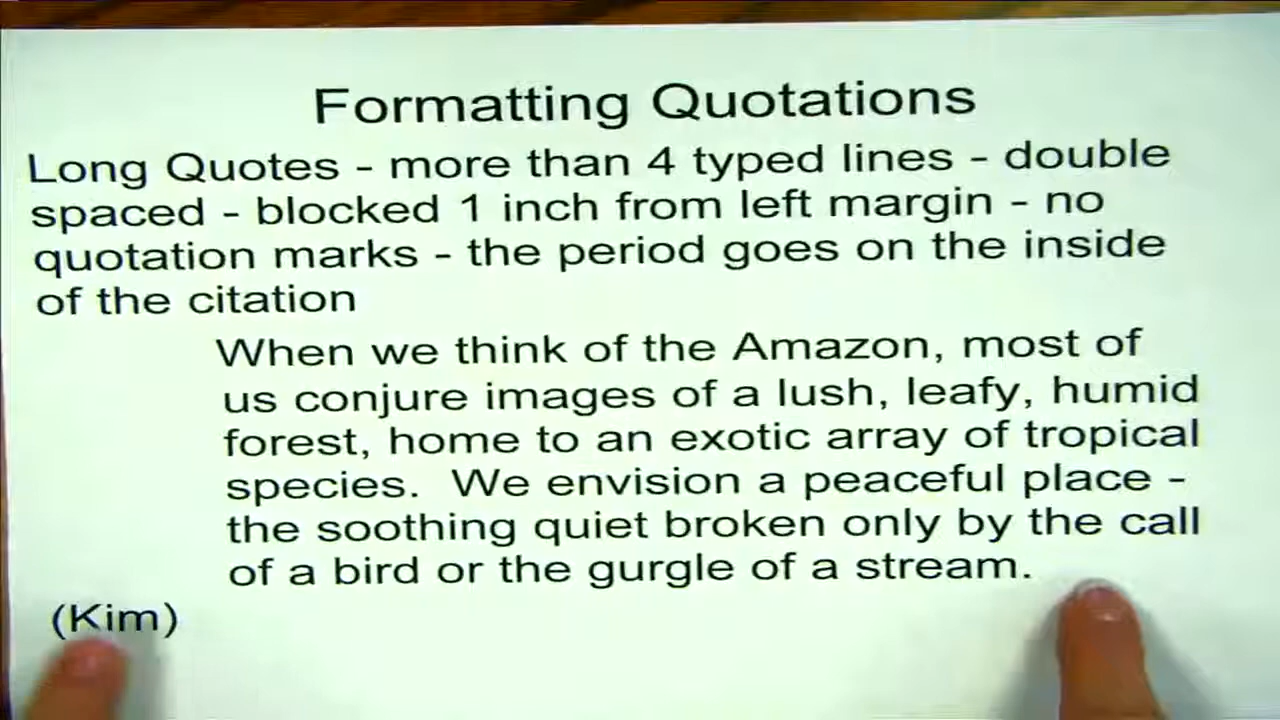 Formatting Quotations
Long Quotes - more than 4 typed lines - double
spaced - blocked 1 inch from left margin - no
quotation marks - the period goes on the inside
of the citation
When we think of the Amazon, most of
us conjure images of a lush, leafy, humid
forest, home to an exotic array of tropical
species. We envision a peaceful place -
the soothing quiet broken only by the call
of a bird or the gurgle of a stream.
(Kim)